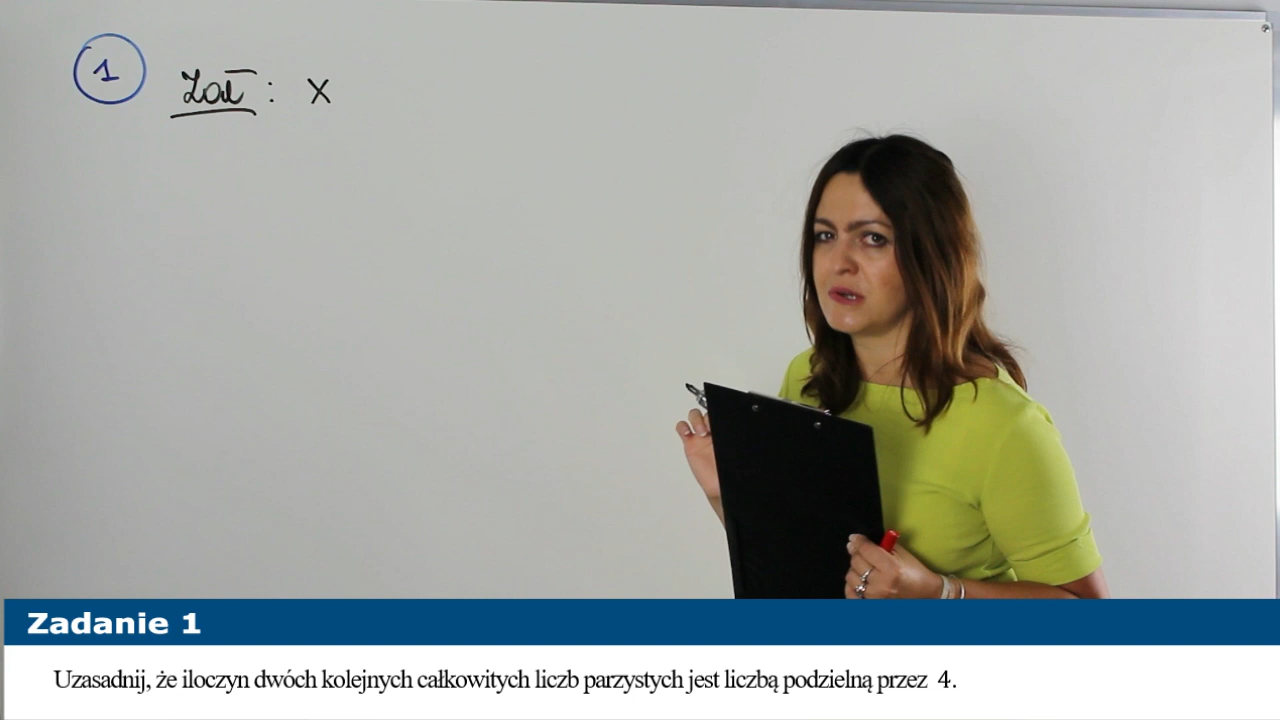 1 Zał: x
Zadanie 1
Uzasadnij, że iloczyn dwóch kolejnych całkowitych liczb parzystych jest liczbą podzielną przez 4.